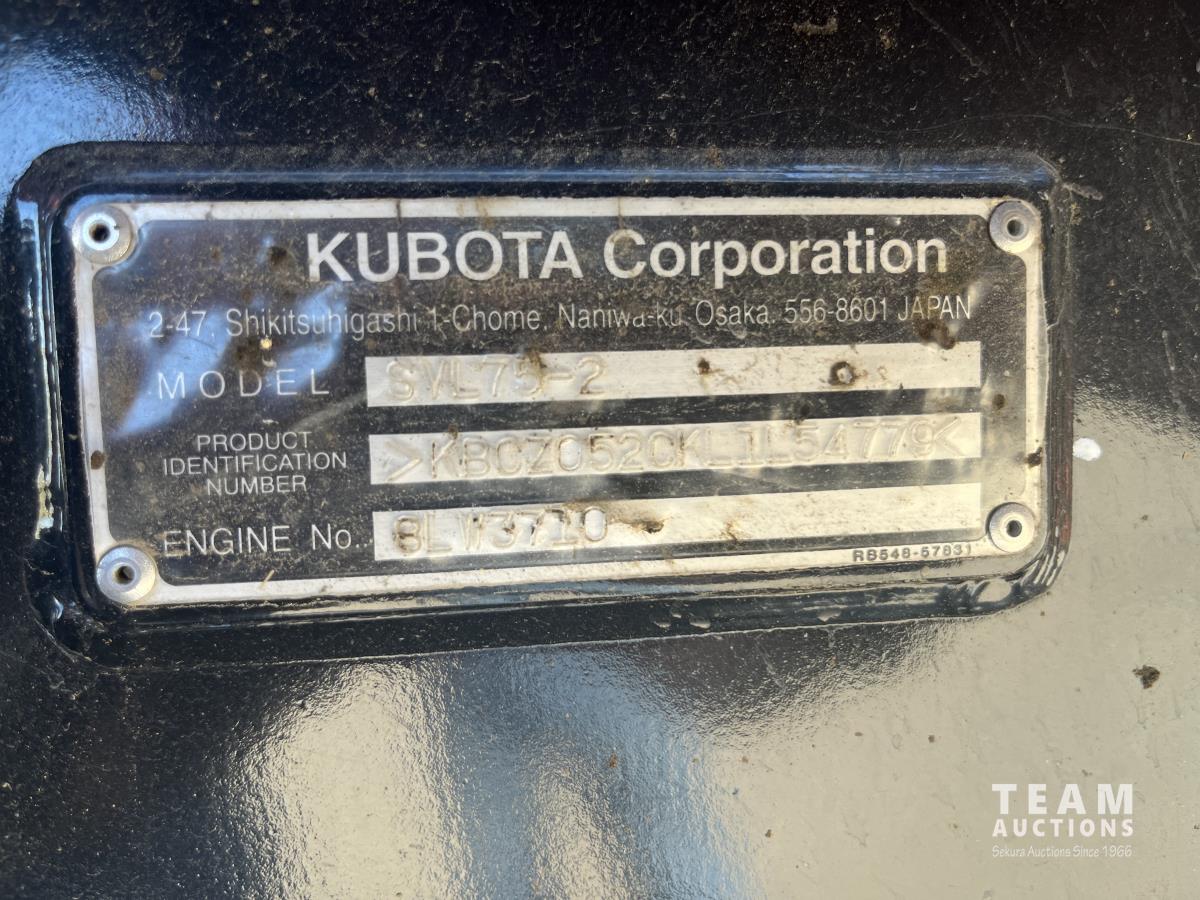 KUBOTA Corporation
2-47, Shikitsuhigashi 1-Chome, Naniwa-ku, Osaka. 556-8601 JAPAN
MODEL SVL75-2
PRODUCT
IDENTIFICATION
NUMBER
>KBCZ052CKL1L54779<
ENGINE No. 8LW3710
RB548-57831
TEAM
AUCTIONS
Sekura Auctions Since 1966